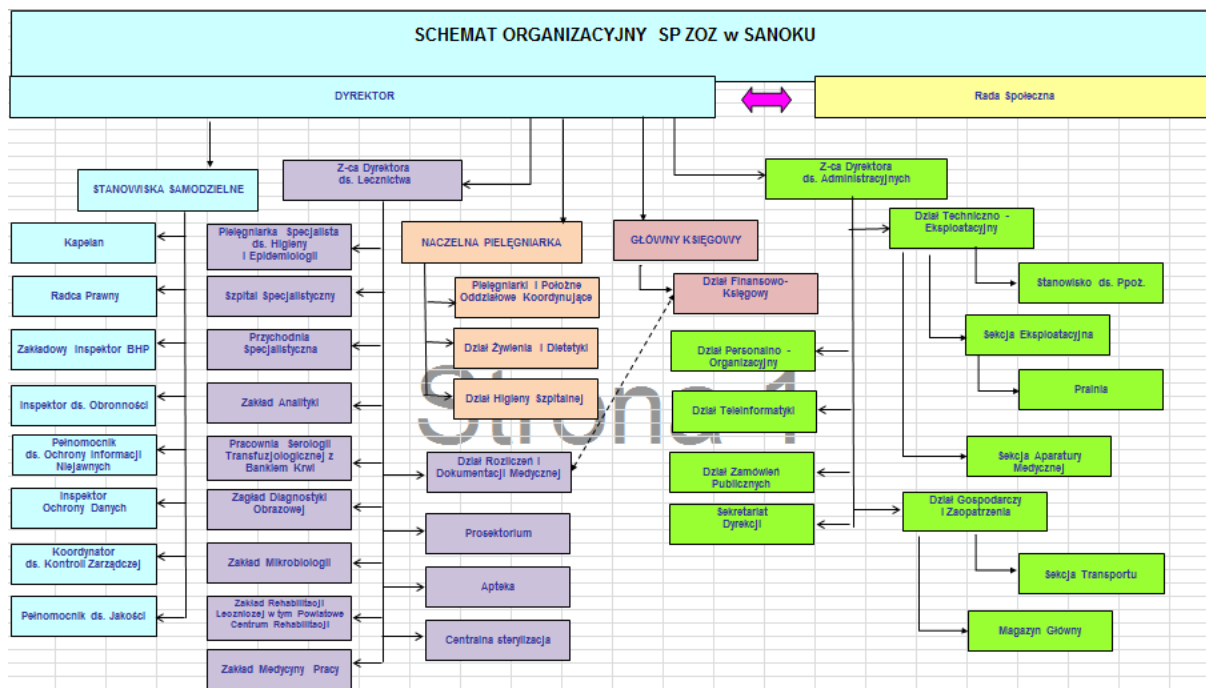 SCHEMAT ORGANIZACYJNY SP ZOZ w SANOKU
DYREKTOR
Rada Społeczna
STANOWISKA SAMODZIELNE
Kapelan
Radca Prawny
Zakładowy Inspektor BHP
Inspektor ds. Obronności
Pełnomocnik
ds. Ochrony Informacji
Niejawnych
Inspektor
Ochrony Danych
Koordynator
ds. Kontroli Zarządczej
Pełnomocnik ds. Jakości
Z-ca Dyrektora
ds. Lecznictwa
Pielęgniarka Specjalista
ds. Higieny
i Epidemiologii
Szpital Specjalistyczny
Przychodnia
Specjalistyczna
Zakład Analityki
Pracownia Serologii
Transfuzjologicznej z
Bankiem Krwi
Zagład Diagnostyki
Obrazowej
Zakład Mikrobiologii
Zakład Rehabilitacji
Leczniczej w tym Powiatowe
Centrum Rehabilitacji
Zakład Medycyny Pracy
Dział Rozliczeń i
Dokumentacji Medycznej
Prosektorium
Apteka
Centralna sterylizacja
NACZELNA PIELĘGNIARKA
Pielęgniarki i Położne
Oddziałowe Koordynujące
Dział Żywienia i Dietetyki
Dział Higieny Szpitalnej
GŁÓWNY KSIĘGOWY
Dział Finansowo-
Księgowy
Z-ca Dyrektora
ds. Administracyjnych
Dział Personalno -
Organizacyjny
Dział Teleinformatyki
Dział Zamówień
Publicznych
Sekretariat
Dyrekcji
Dział Techniczno -
Eksploatacyjny
Stanowisko ds. Ppoż.
Sekcja Eksploatacyjna
Pralnia
Sekcja Aparatury
Medycznej
Dział Gospodarczy
i Zaopatrzenia
Sekcja Transportu
Magazyn Główny
Strona 1